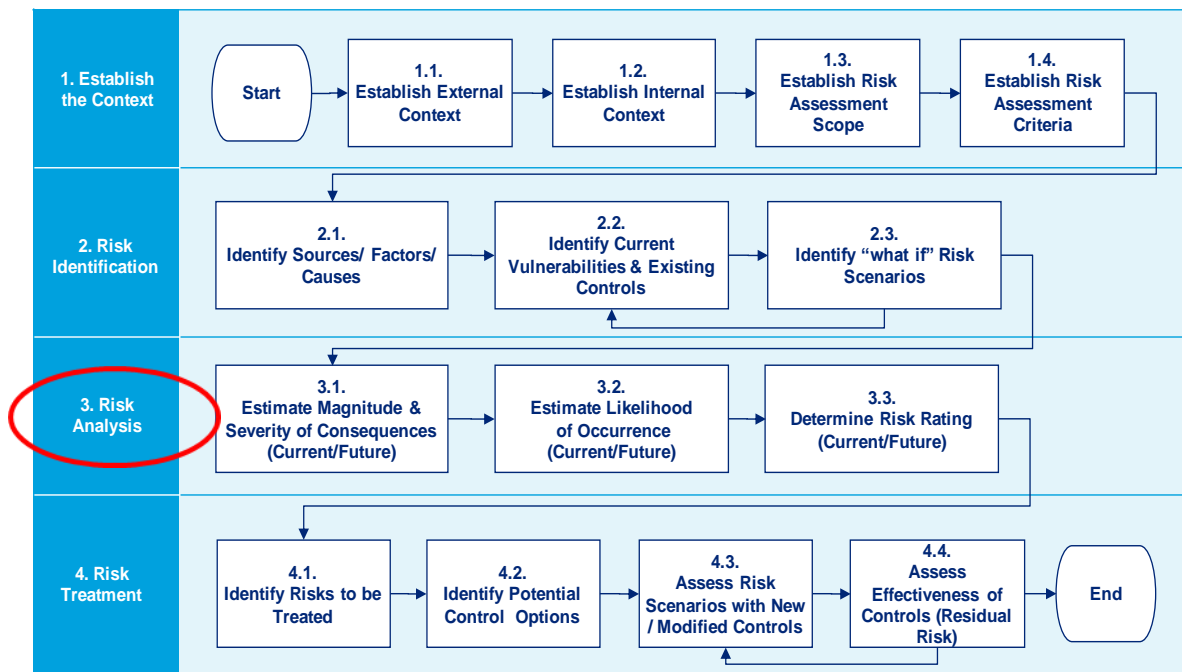 1. Establish
the Context
Start
1.1.
Establish External
Context
1.2.
Establish Internal
Context
1.3.
Establish Risk
Assessment
Scope
1.4.
Establish Risk
Assessment
Criteria
2. Risk
Identification
2.1.
Identify Sources/ Factors/
Causes
2.2.
Identify Current
Vulnerabilities & Existing
Controls
2.3.
Identify “what if” Risk
Scenarios
3. Risk
Analysis
3.1.
Estimate Magnitude &
Severity of Consequences
(Current/Future)
3.2.
Estimate Likelihood
of Occurrence
(Current/Future)
3.3.
Determine Risk Rating
(Current/Future)
4. Risk
Treatment
4.1.
Identify Risks to be
Treated
4.2.
Identify Potential
Control Options
4.3.
Assess Risk
Scenarios with New
/ Modified Controls
4.4.
Assess
Effectiveness of
Controls (Residual
Risk)
End